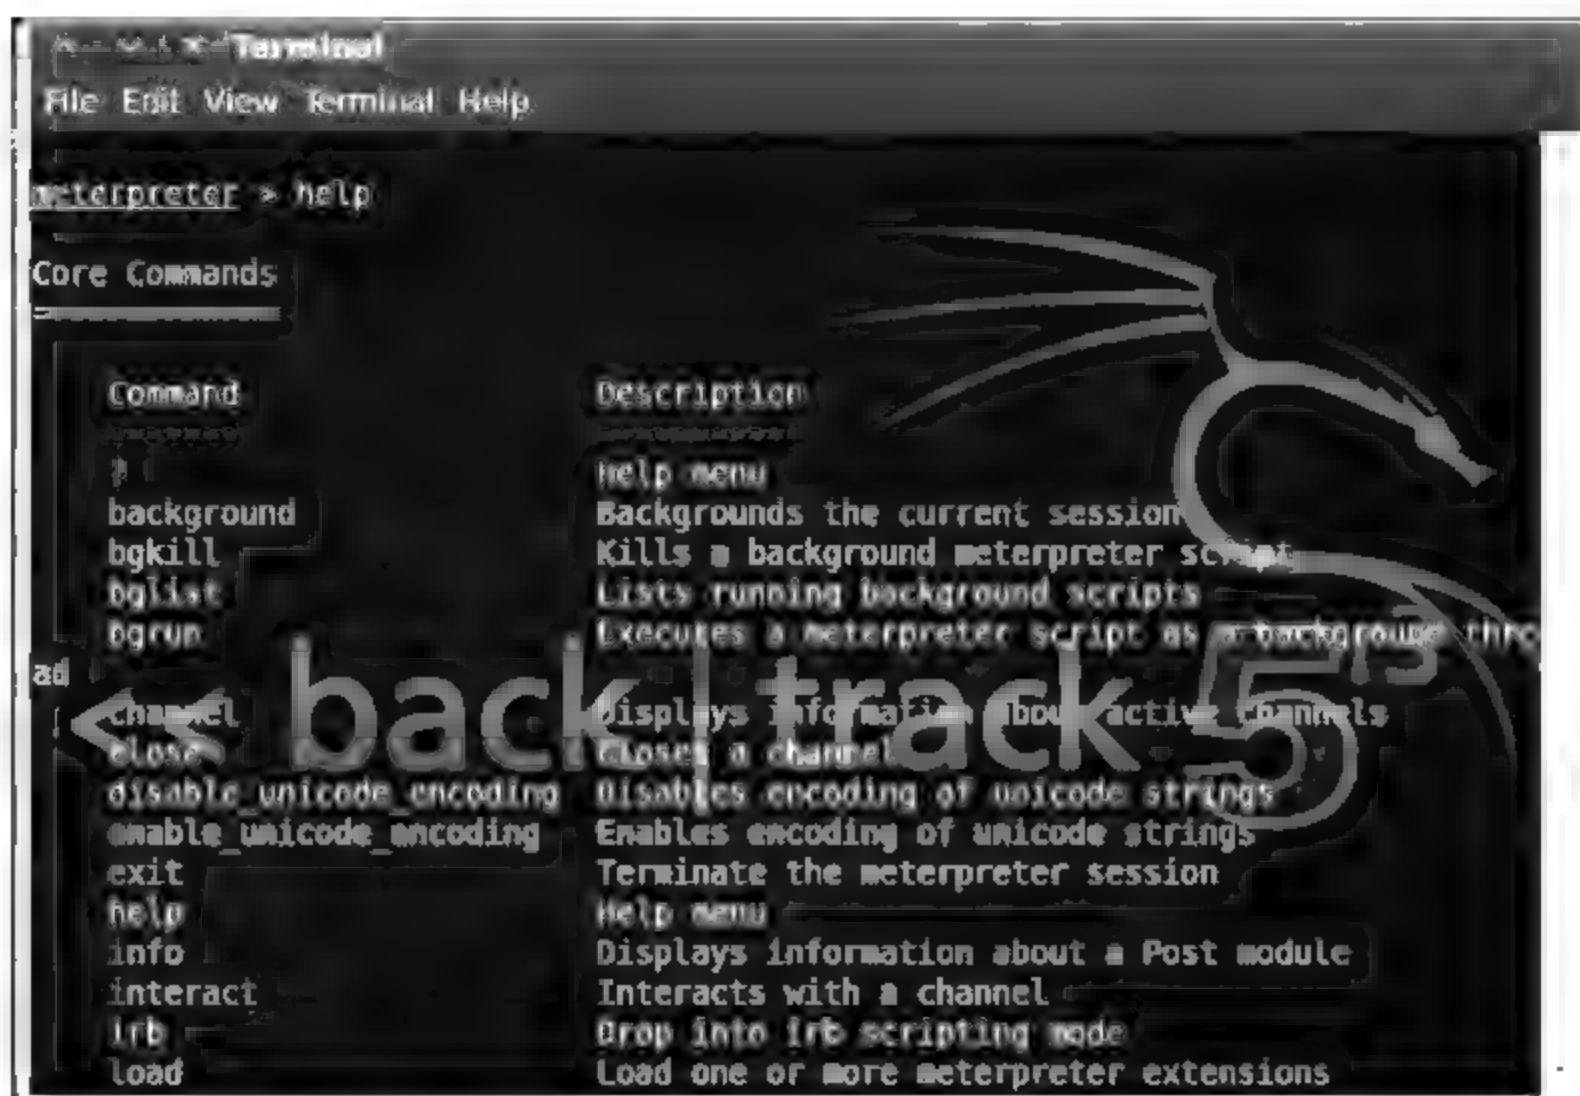 Terminal
File Edit View Terminal Help
meterpreter > help
Core Commands
=============
Command Description
------- -----------
? Help menu
background Backgrounds the current session
bgkill Kills a background meterpreter script
bglist Lists running background scripts
bgrun Executes a meterpreter script as a background thre
ad
channel Displays information about active channels
close Closes a channel
disable_unicode_encoding Disables encoding of unicode strings
enable_unicode_encoding Enables encoding of unicode strings
exit Terminate the meterpreter session
help Help menu
info Displays information about a Post module
interact Interacts with a channel
irb Drop into irb scripting mode
load Load one or more meterpreter extensions
<< back | track 5 r3